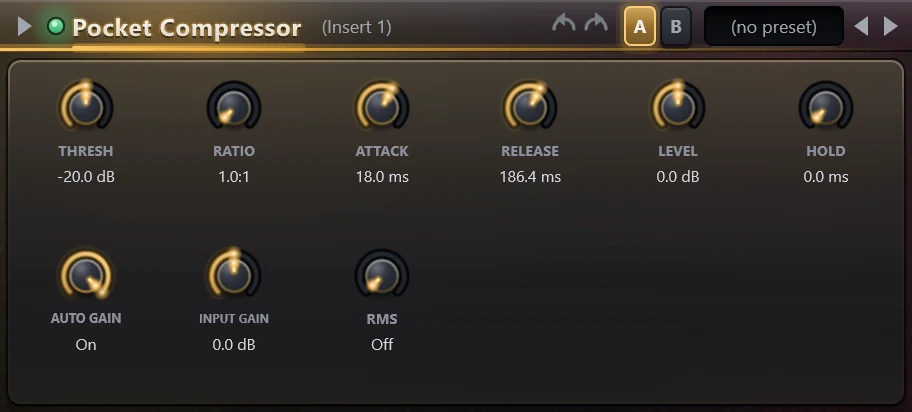 Pocket Compressor (Insert 1) A B (no preset)
THRESH RATIO ATTACK RELEASE LEVEL HOLD
-20.0 dB 1.0:1 18.0 ms 186.4 ms 0.0 dB 0.0 ms
AUTO GAIN INPUT GAIN RMS
On 0.0 dB Off